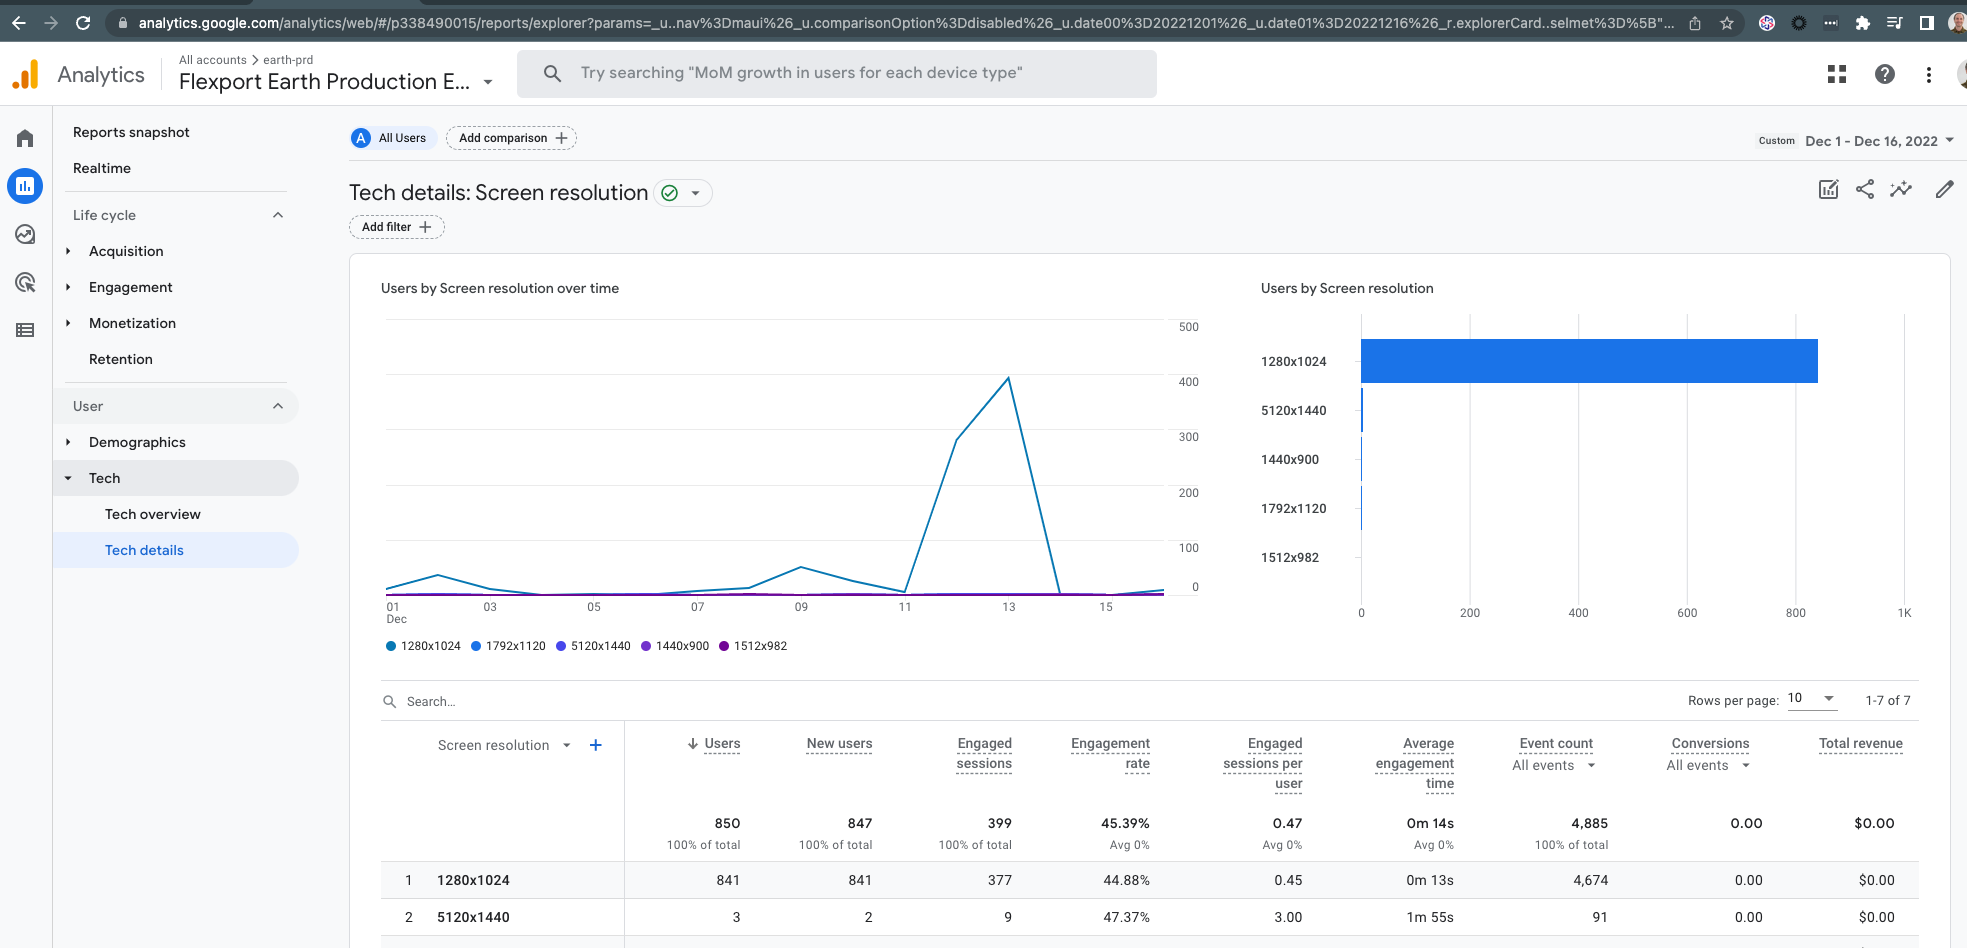 analytics.google.com/analytics/web/#/p338490015/reports/explorer?params=_u..nav%3Dmaui%26_u.comparisonOption%3Ddisabled%26_u.date00%3D20221201%26_u.date01%3D20221216%26_r.explorerCard..selmet%3D%5B"...
Analytics
All accounts > earth-prd
Flexport Earth Production E...
Try searching "MoM growth in users for each device type"
Reports snapshot
Realtime
Life cycle
Acquisition
Engagement
Monetization
Retention
User
Demographics
Tech
Tech overview
Tech details
A All Users
Add comparison +
Custom Dec 1 - Dec 16, 2022
Tech details: Screen resolution
Add filter +
Users by Screen resolution over time
500
400
300
200
100
0
01 03 05 07 09 11 13 15
Dec
1280x1024 1792x1120 5120x1440 1440x900 1512x982
Users by Screen resolution
1280x1024
5120x1440
1440x900
1792x1120
1512x982
0 200 400 600 800 1K
Search...
Rows per page: 10 1-7 of 7
Screen resolution +
Users
New users
Engaged
sessions
Engagement
rate
Engaged
sessions per
user
Average
engagement
time
Event count
All events
Conversions
All events
Total revenue
850 847 399 45.39% 0.47 0m 14s 4,885 0.00 $0.00
100% of total 100% of total 100% of total Avg 0% Avg 0% Avg 0% 100% of total
1 1280x1024 841 841 377 44.88% 0.45 0m 13s 4,674 0.00 $0.00
2 5120x1440 3 2 9 47.37% 3.00 1m 55s 91 0.00 $0.00